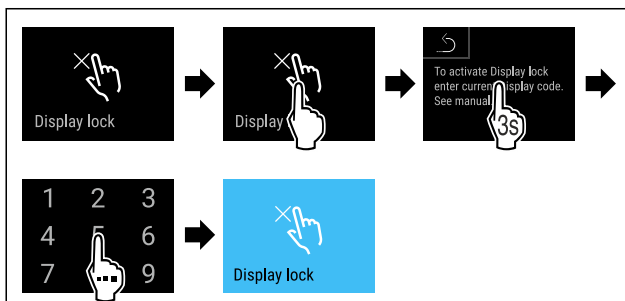 Display lock
Display
To activate Display lock
enter current display code.
See manual.
3s
1 2 3
4 5 6
7 9
...
Display lock